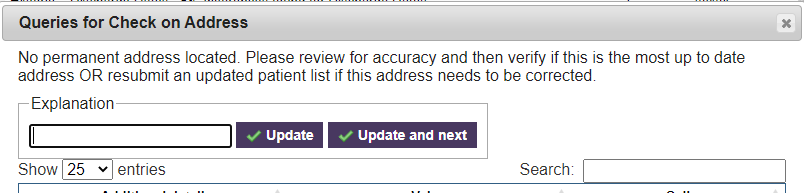 Queries for Check on Address
No permanent address located. Please review for accuracy and then verify if this is the most up to date
address OR resubmit an updated patient list if this address needs to be corrected.
Explanation
Update Update and next
Show 25 entries Search: